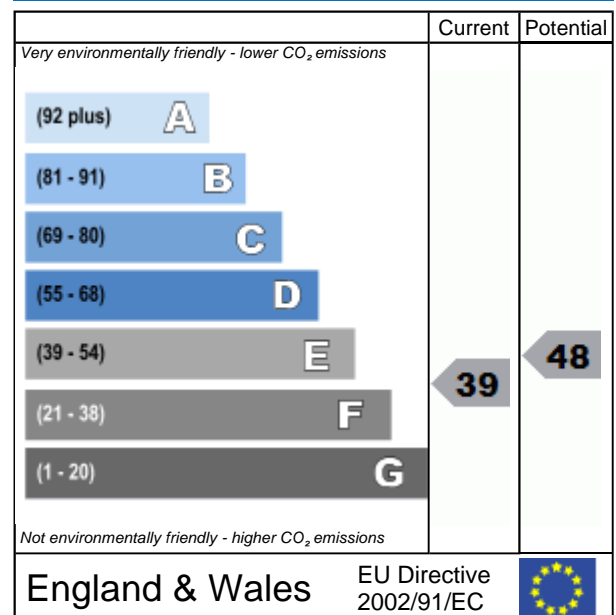 Current Potential
Very environmentally friendly - lower CO₂ emissions
(92 plus) A
(81 - 91) B
(69 - 80) C
(55 - 68) D
(39 - 54) E
48
39
(21 - 38) F
(1 - 20) G
Not environmentally friendly - higher CO₂ emissions
England & Wales
EU Directive
2002/91/EC